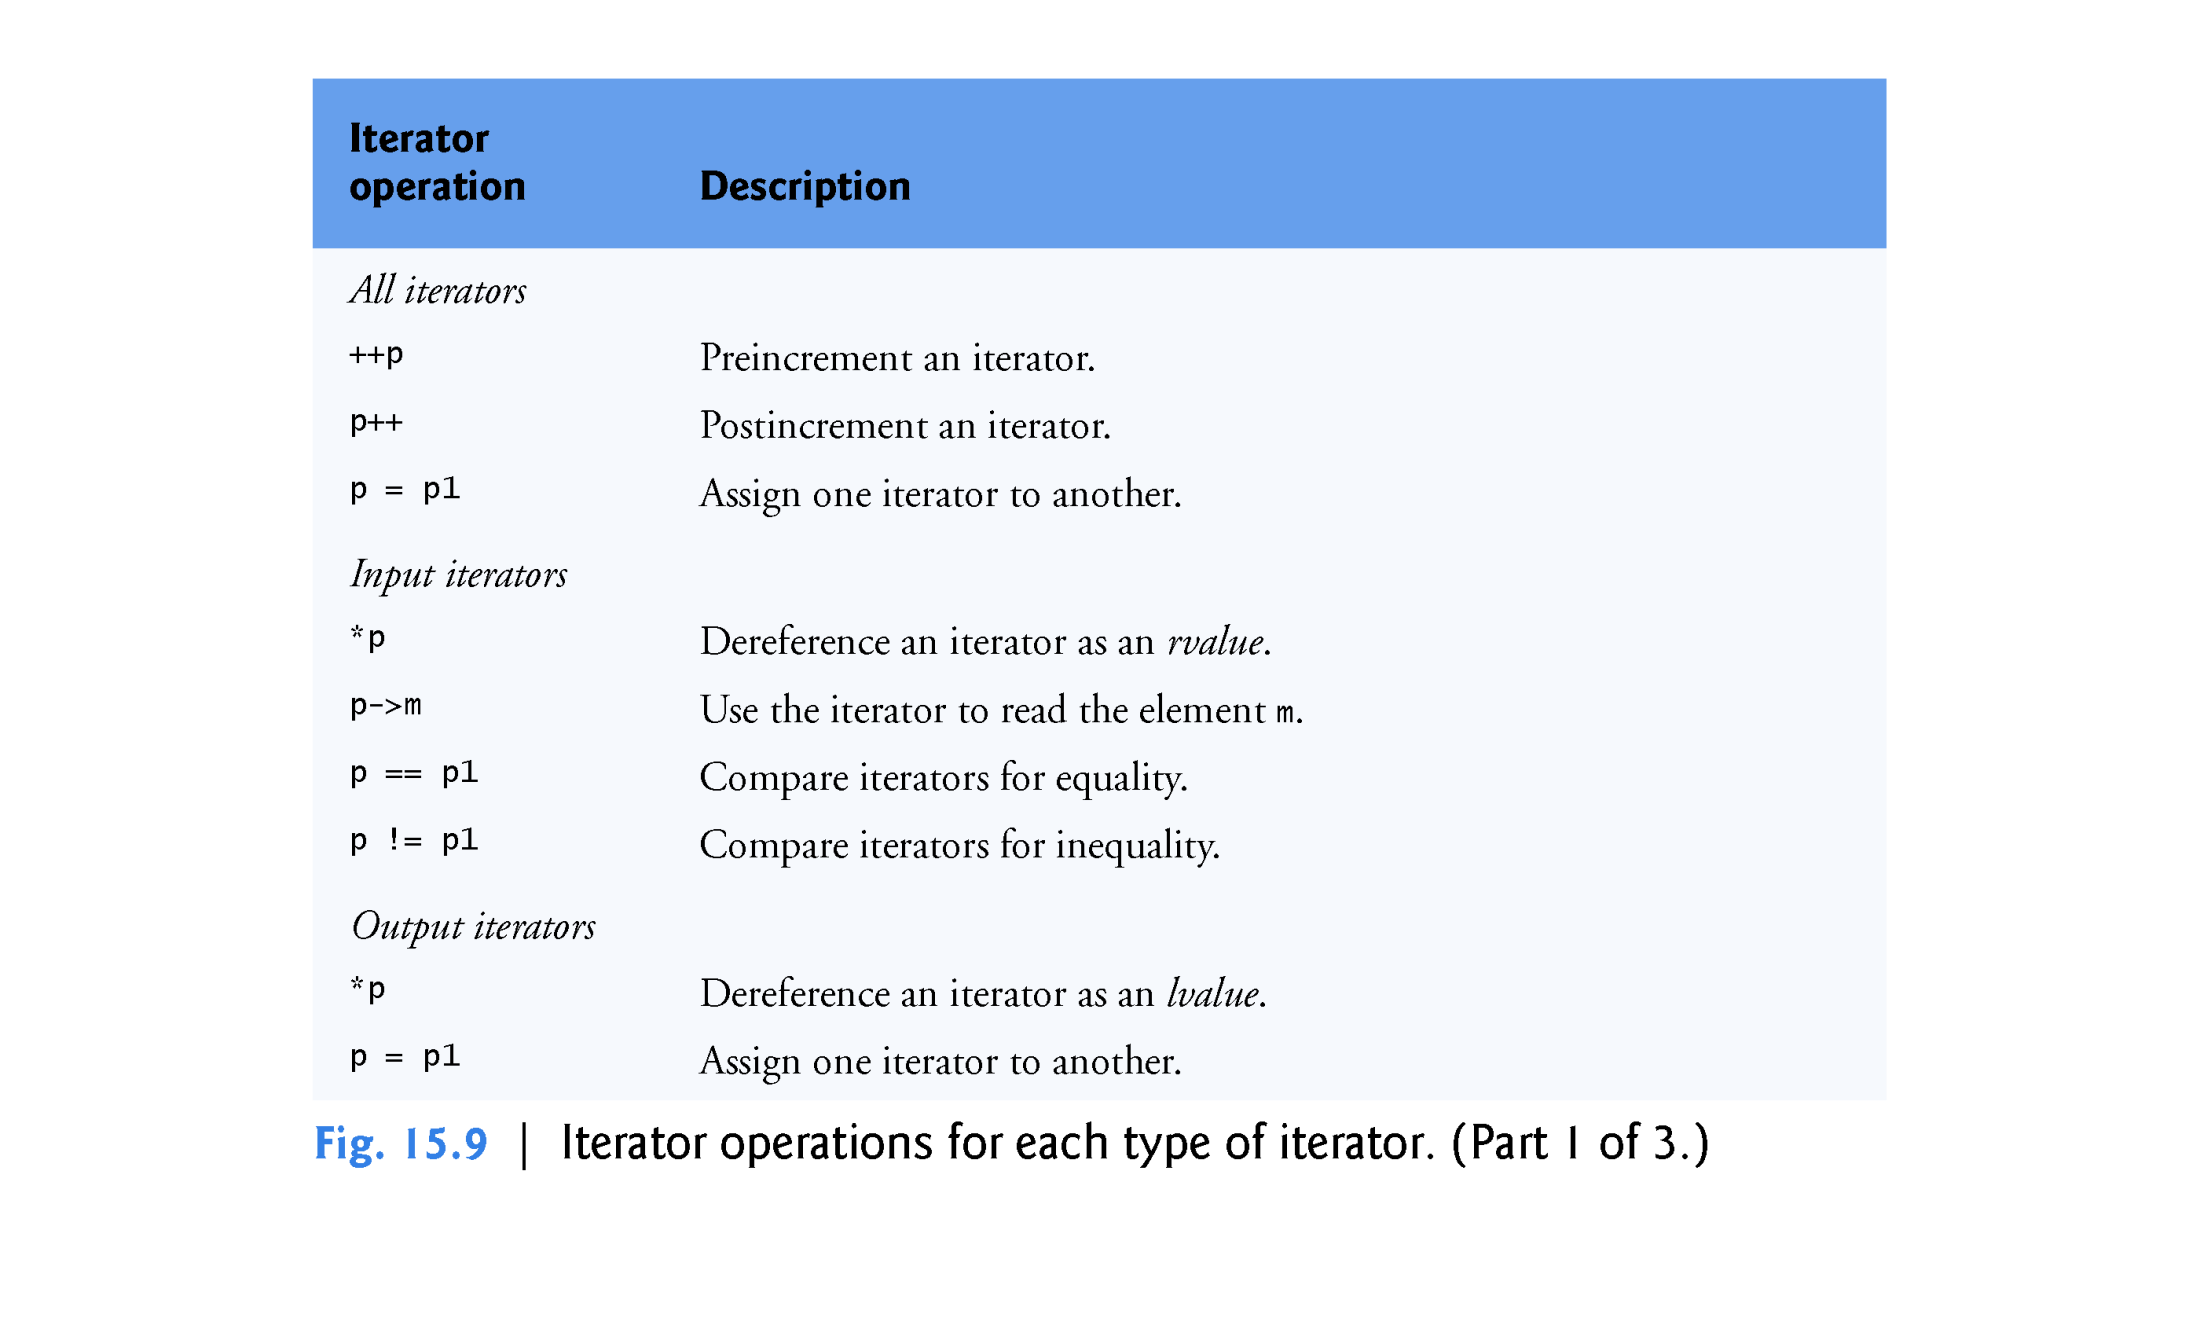 Iterator
operation Description
All iterators
++p Preincrement an iterator.
p++ Postincrement an iterator.
p = p1 Assign one iterator to another.
Input iterators
*p Dereference an iterator as an rvalue.
p->m Use the iterator to read the element m.
p == p1 Compare iterators for equality.
p != p1 Compare iterators for inequality.
Output iterators
*p Dereference an iterator as an lvalue.
p = p1 Assign one iterator to another.
Fig. 15.9 | Iterator operations for each type of iterator. (Part 1 of 3.)